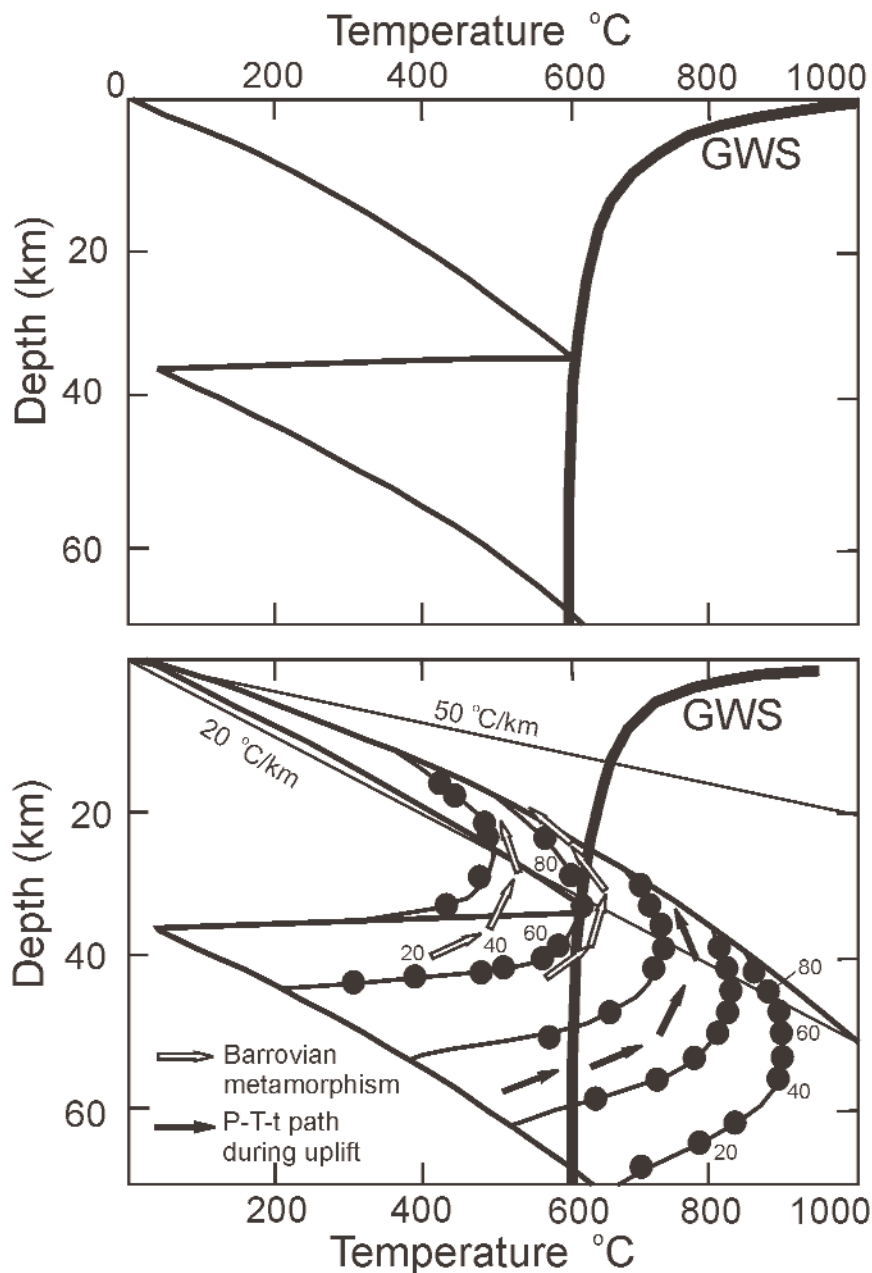 Temperature °C
0 200 400 600 800 1000
GWS
20
40
60
Depth (km)
50 °C/km
20 °C/km
GWS
20
40
60
Depth (km)
80
20
40
60
80
60
40
20
Barrovian
metamorphism
P-T-t path
during uplift
200 400 600 800 1000
Temperature °C